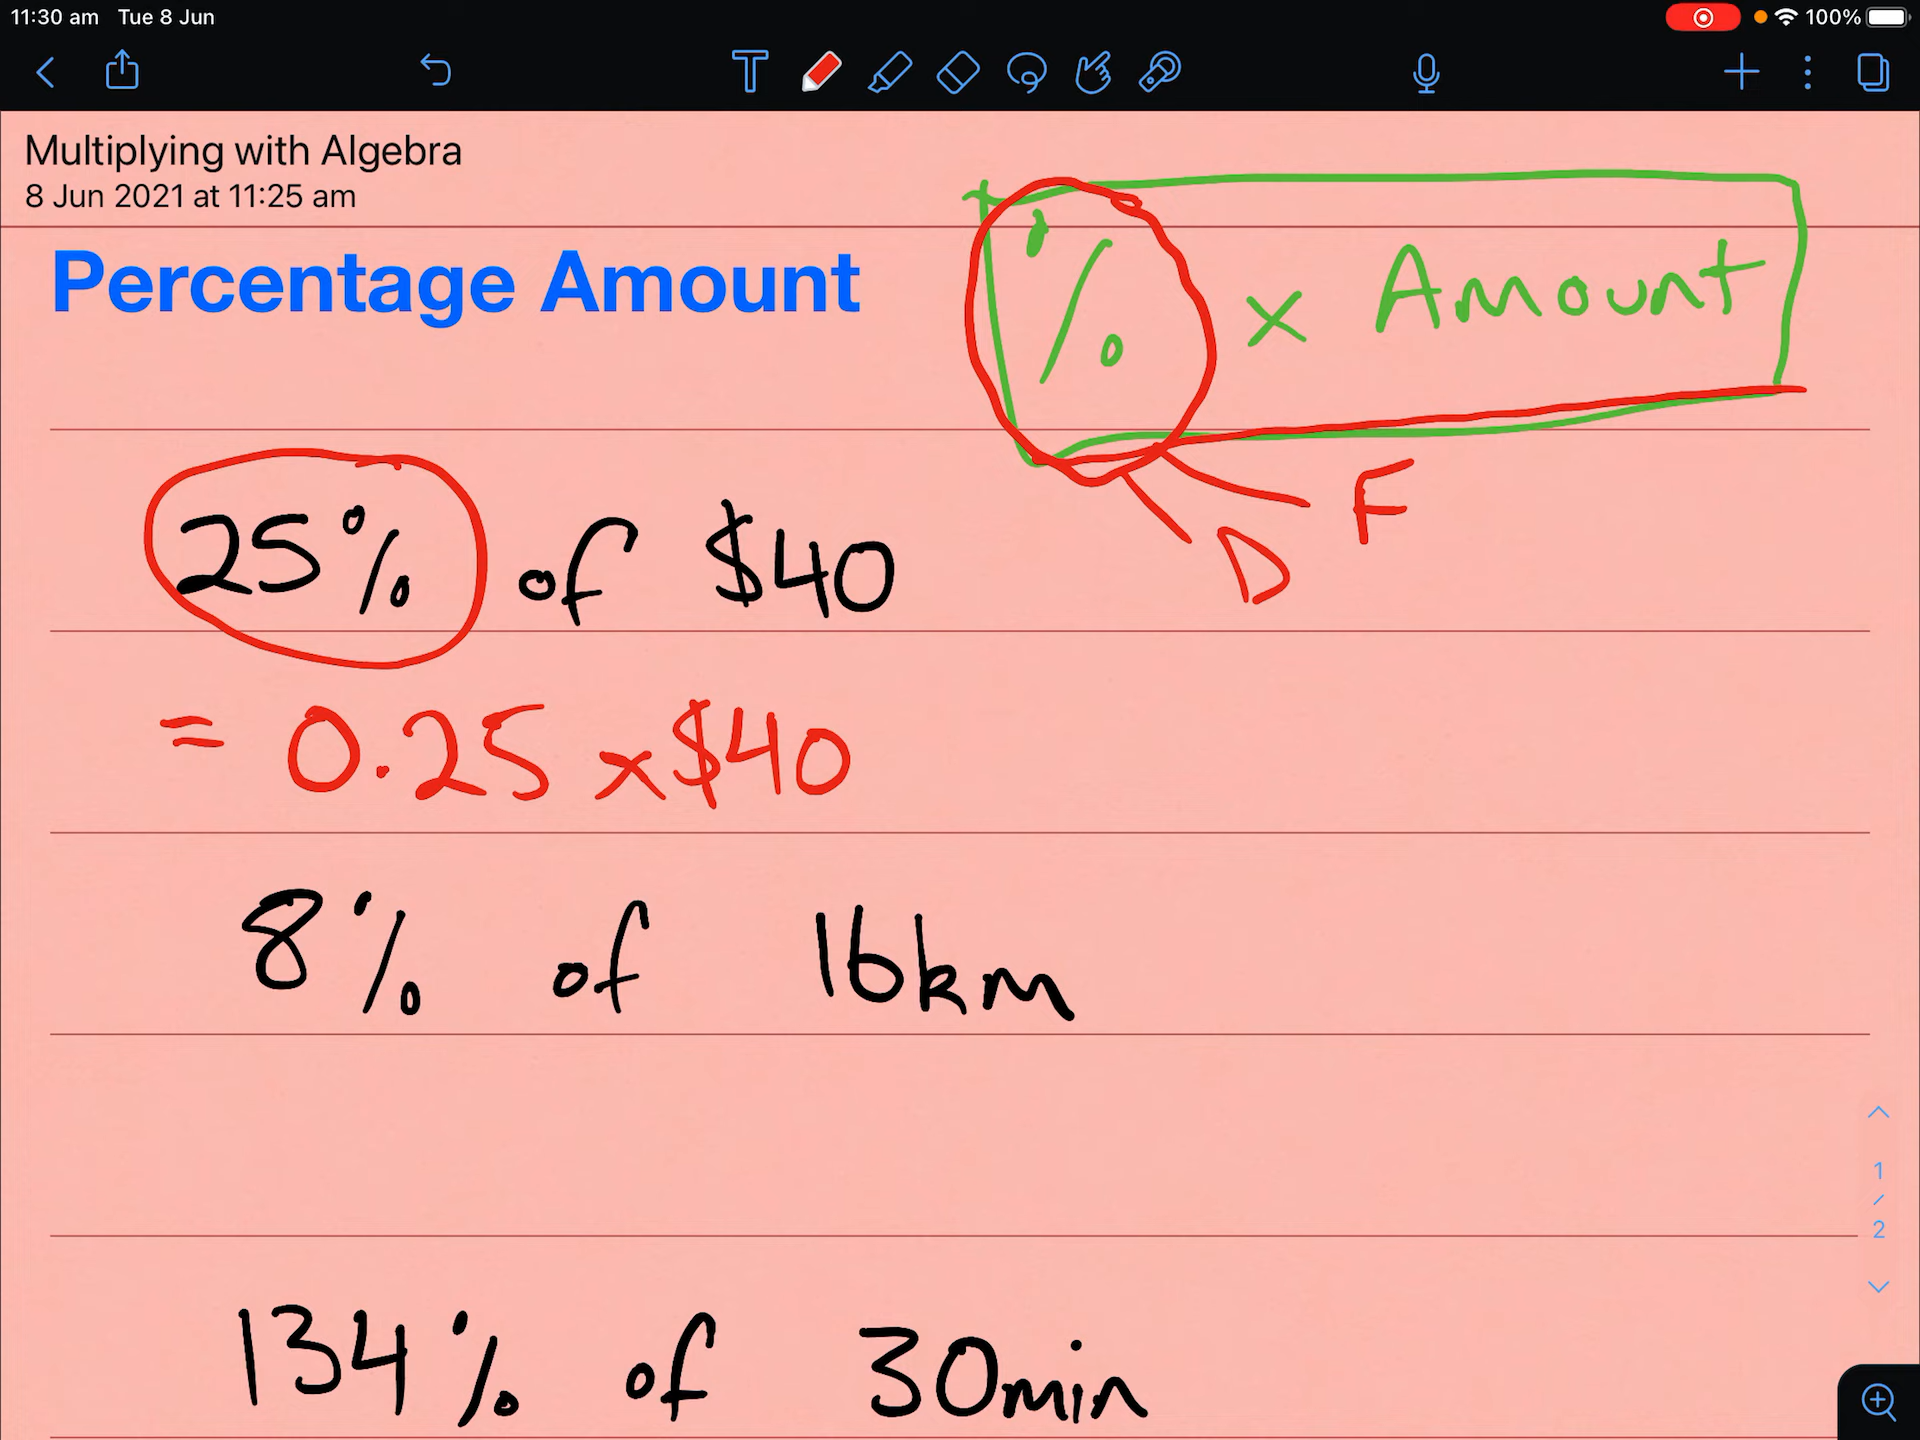 11:30 am Tue 8 Jun 100%
Multiplying with Algebra
8 Jun 2021 at 11:25 am
Percentage Amount
% x Amount
D F
25% of $40
= 0.25 x $40
8% of 16km
134% of 30min
1
/
2